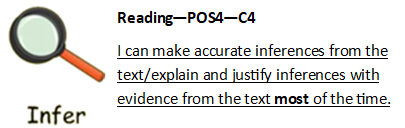 Reading—POS4—C4
I can make accurate inferences from the
text/explain and justify inferences with
evidence from the text most of the time.
Infer